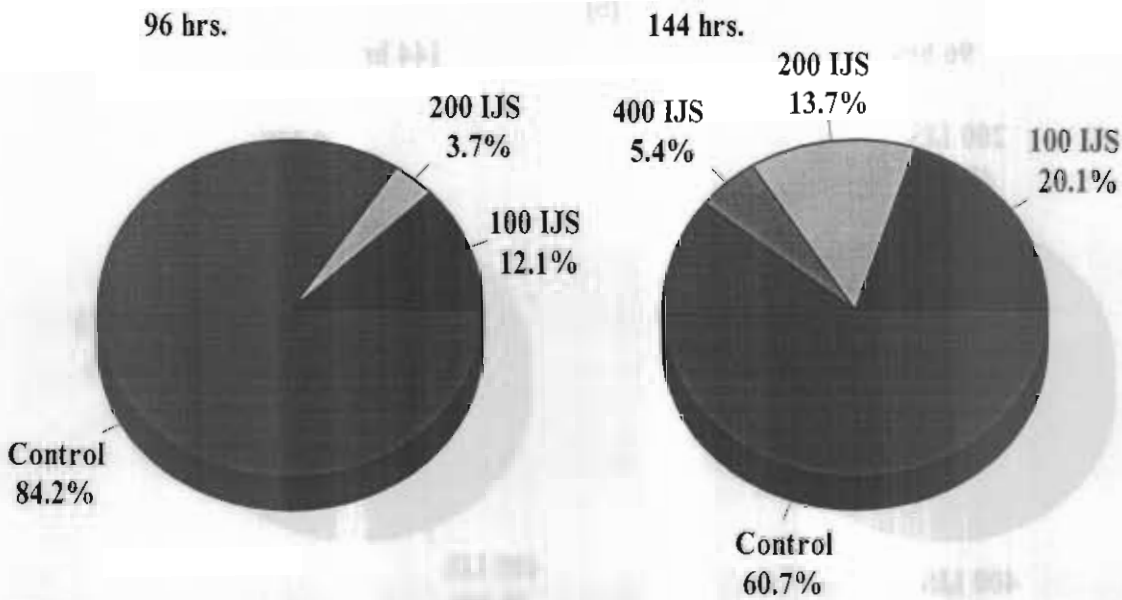 96 hrs.
200 IJS
3.7%
100 IJS
12.1%
Control
84.2%
144 hrs.
200 IJS
13.7%
400 IJS
5.4%
100 IJS
20.1%
Control
60.7%